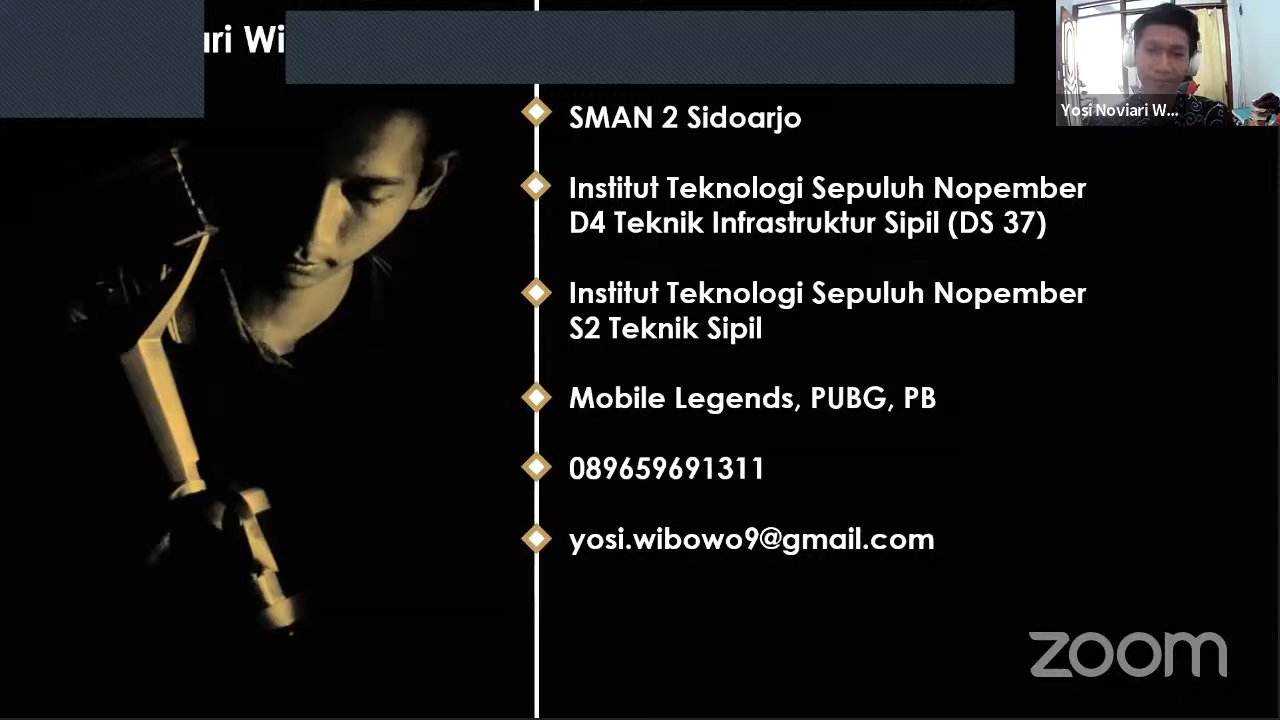 ari Wi
Yosi Noviari W...
SMAN 2 Sidoarjo
Institut Teknologi Sepuluh Nopember
D4 Teknik Infrastruktur Sipil (DS 37)
Institut Teknologi Sepuluh Nopember
S2 Teknik Sipil
Mobile Legends, PUBG, PB
089659691311
yosi.wibowo9@gmail.com
zoom